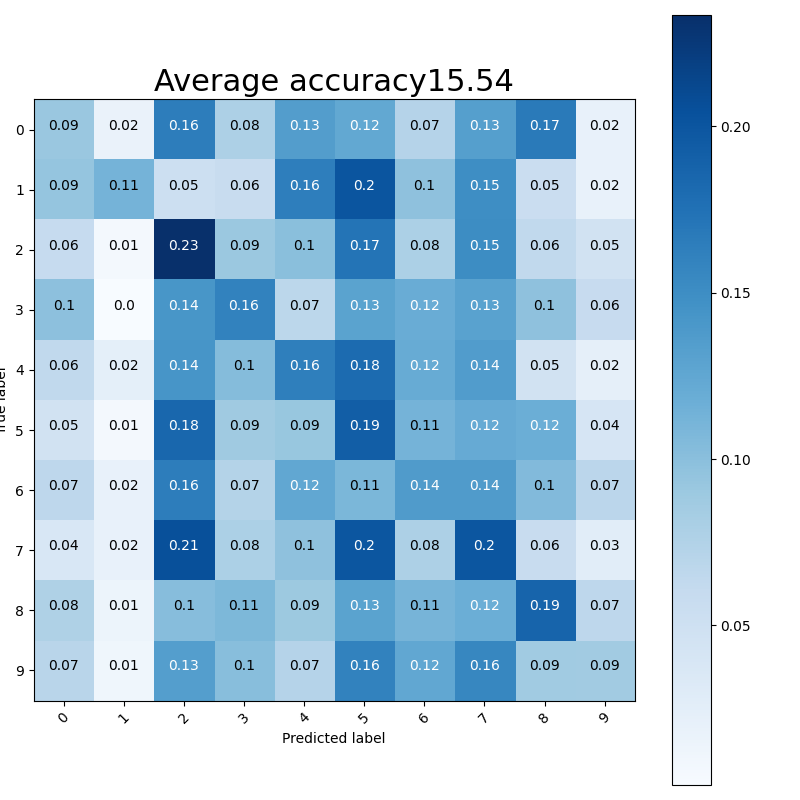 Average accuracy15.54
0 0.09 0.02 0.16 0.08 0.13 0.12 0.07 0.13 0.17 0.02
1 0.09 0.11 0.05 0.06 0.16 0.2 0.1 0.15 0.05 0.02
2 0.06 0.01 0.23 0.09 0.1 0.17 0.08 0.15 0.06 0.05
3 0.1 0.0 0.14 0.16 0.07 0.13 0.12 0.13 0.1 0.06
4 0.06 0.02 0.14 0.1 0.16 0.18 0.12 0.14 0.05 0.02
5 0.05 0.01 0.18 0.09 0.09 0.19 0.11 0.12 0.12 0.04
6 0.07 0.02 0.16 0.07 0.12 0.11 0.14 0.14 0.1 0.07
7 0.04 0.02 0.21 0.08 0.1 0.2 0.08 0.2 0.06 0.03
8 0.08 0.01 0.1 0.11 0.09 0.13 0.11 0.12 0.19 0.07
9 0.07 0.01 0.13 0.1 0.07 0.16 0.12 0.16 0.09 0.09
0 1 2 3 4 5 6 7 8 9
Predicted label
True label
0.20
0.15
0.10
0.05